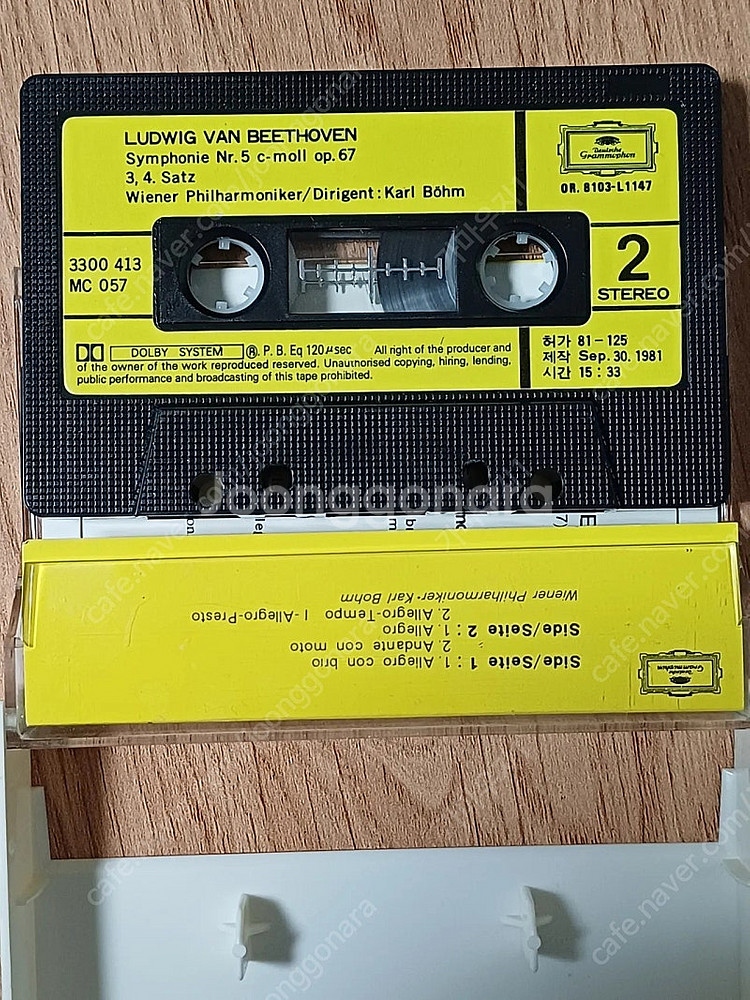 LUDWIG VAN BEETHOVEN
Symphonie Nr. 5 c-moll op. 67
3, 4. Satz
Wiener Philharmoniker/Dirigent : Karl Böhm
Deutsche
Grammophon
OR. 8103-L1147
3300 413
MC 057
2
STEREO
DOLBY SYSTEM ®. P. B. Eq 120μsec All right of the producer and
of the owner of the work reproduced reserved. Unautnorised copying, hiring, lending,
public performance and broadcasting of this tape prohibited.
허가 81-125
제작 Sep. 30. 1981
시간 15 : 33
Joonggonara
Side/Seite 1 : 1. Allegro con brio
2. Andante con moto
Side/Seite 2 : 1. Allegro
2. Allegro-Tempo I -Allegro-Presto
Wiener Philharmoniker·Karl Bohm
Deutsche
Grammophon
cafe.naver.com/joonggonara